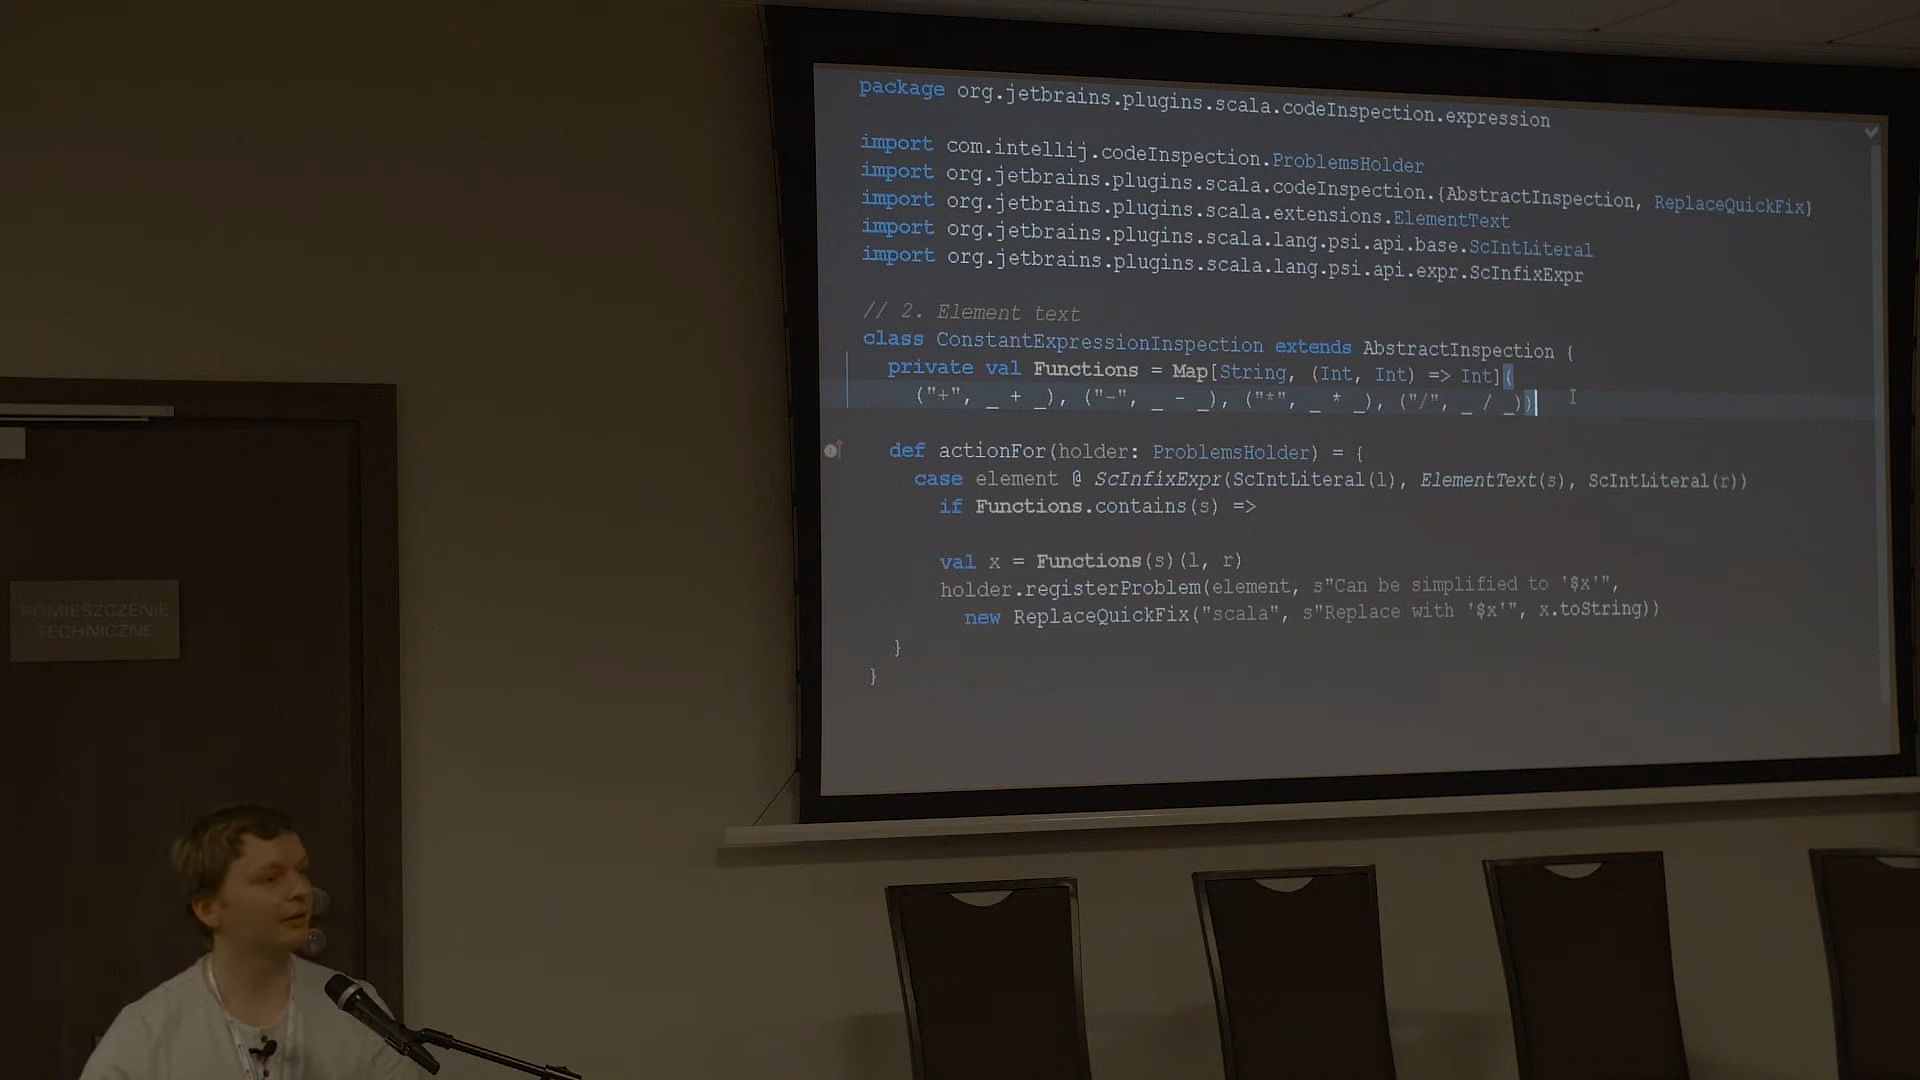 package org.jetbrains.plugins.scala.codeInspection.expression
import com.intellij.codeInspection.ProblemsHolder
import org.jetbrains.plugins.scala.codeInspection.{AbstractInspection, ReplaceQuickFix}
import org.jetbrains.plugins.scala.extensions.ElementText
import org.jetbrains.plugins.scala.lang.psi.api.base.ScIntLiteral
import org.jetbrains.plugins.scala.lang.psi.api.expr.ScInfixExpr
// 2. Element text
class ConstantExpressionInspection extends AbstractInspection {
private val Functions = Map[String, (Int, Int) => Int](
("+", _ + _), ("-", _ - _), ("*", _ * _), ("/", _ / _))
def actionFor(holder: ProblemsHolder) = {
case element @ ScInfixExpr(ScIntLiteral(l), ElementText(s), ScIntLiteral(r))
if Functions.contains(s) =>
val x = Functions(s)(l, r)
holder.registerProblem(element, s"Can be simplified to '$x'",
new ReplaceQuickFix("scala", s"Replace with '$x'", x.toString))
}
}
POMIESZCZENIE
TECHNICZNE